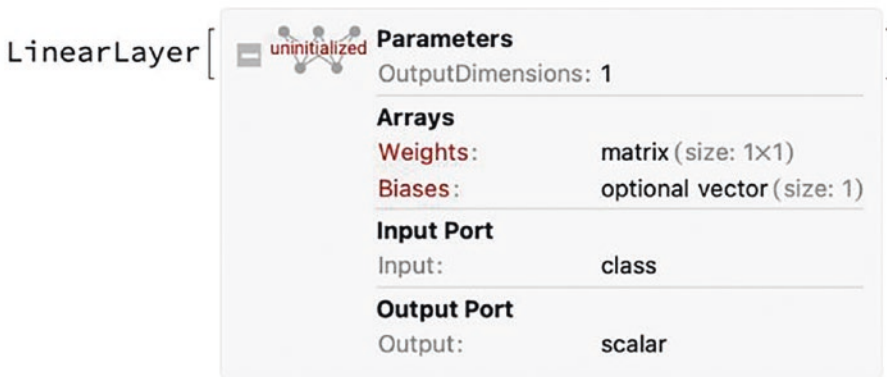 LinearLayer[ uninitialized Parameters
OutputDimensions: 1
Arrays
Weights: matrix (size: 1×1)
Biases: optional vector (size: 1)
Input Port
Input: class
Output Port
Output: scalar